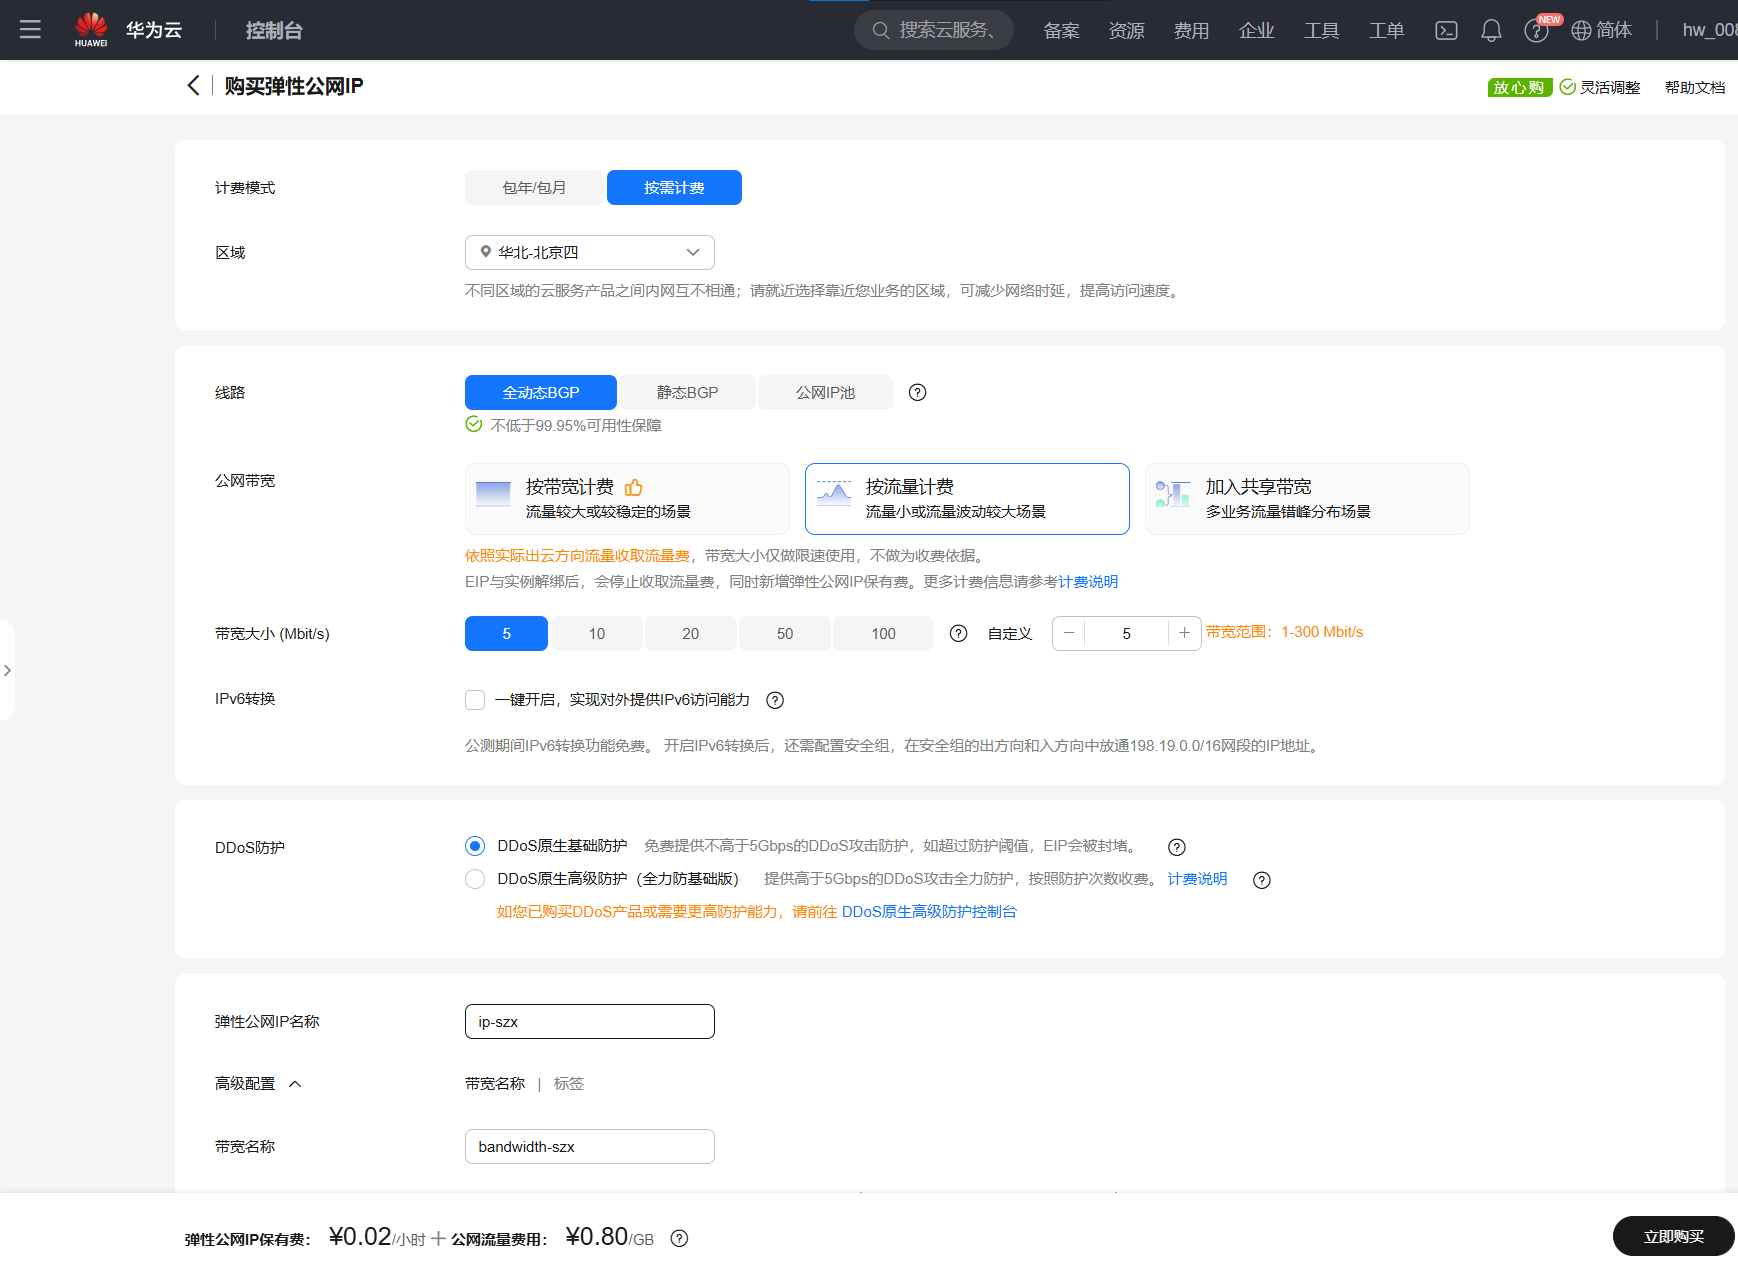 HUAWEI
华为云
控制台
搜索云服务、
备案
资源
费用
企业
工具
工单
NEW
简体
购买弹性公网IP
放心购
灵活调整
帮助文档
计费模式
包年/包月
按需计费
区域
华北-北京四
不同区域的云服务产品之间内网互不相通；请就近选择靠近您业务的区域，可减少网络时延，提高访问速度。
线路
全动态BGP
静态BGP
公网IP池
不低于99.95%可用性保障
公网带宽
按带宽计费
流量较大或较稳定的场景
按流量计费
流量小或流量波动较大场景
加入共享带宽
多业务流量错峰分布场景
依照实际出云方向流量收取流量费，带宽大小仅做限速使用，不做为收费依据。
EIP与实例解绑后，会停止收取流量费，同时新增弹性公网IP保有费。更多计费信息请参考计费说明
带宽大小 (Mbit/s)
5
10
20
50
100
自定义
5
带宽范围：1-300 Mbit/s
IPv6转换
一键开启，实现对外提供IPv6访问能力
公测期间IPv6转换功能免费。 开启IPv6转换后，还需配置安全组，在安全组的出方向和入方向中放通198.19.0.0/16网段的IP地址。
DDoS防护
DDoS原生基础防护 免费提供不高于5Gbps的DDoS攻击防护，如超过防护阈值，EIP会被封堵。
DDoS原生高级防护（全力防基础版） 提供高于5Gbps的DDoS攻击全力防护，按照防护次数收费。 计费说明
如您已购买DDoS产品或需要更高防护能力，请前往 DDoS原生高级防护控制台
弹性公网IP名称
ip-szx
高级配置
带宽名称 | 标签
带宽名称
bandwidth-szx
弹性公网IP保有费： ¥0.02/小时 + 公网流量费用： ¥0.80/GB
立即购买